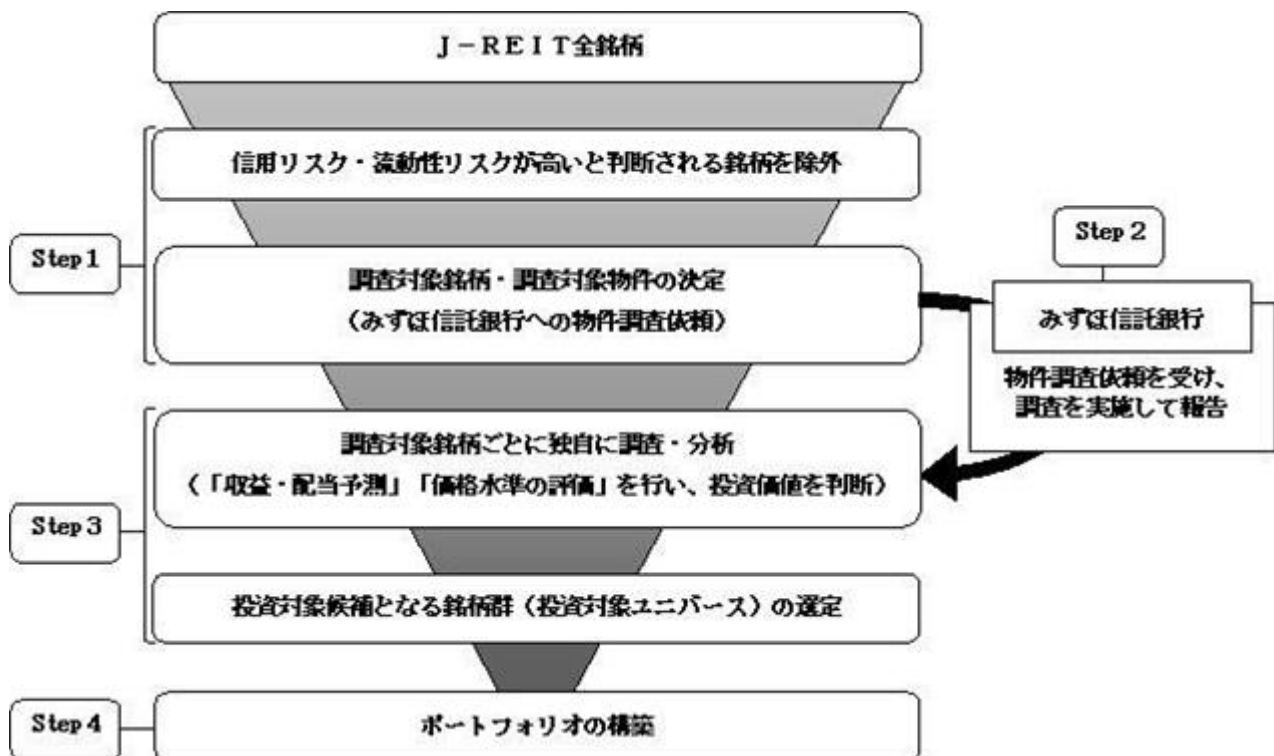 J－REIT全銘柄
信用リスク・流動性リスクが高いと判断される銘柄を除外
Step1
調査対象銘柄・調査対象物件の決定
（みずほ信託銀行への物件調査依頼）
Step2
みずほ信託銀行
物件調査依頼を受け、
調査を実施して報告
Step3
調査対象銘柄ごとに独自に調査・分析
（「収益・配当予測」「価格水準の評価」を行い、投資価値を判断）
投資対象候補となる銘柄群（投資対象ユニバース）の選定
Step4
ポートフォリオの構築